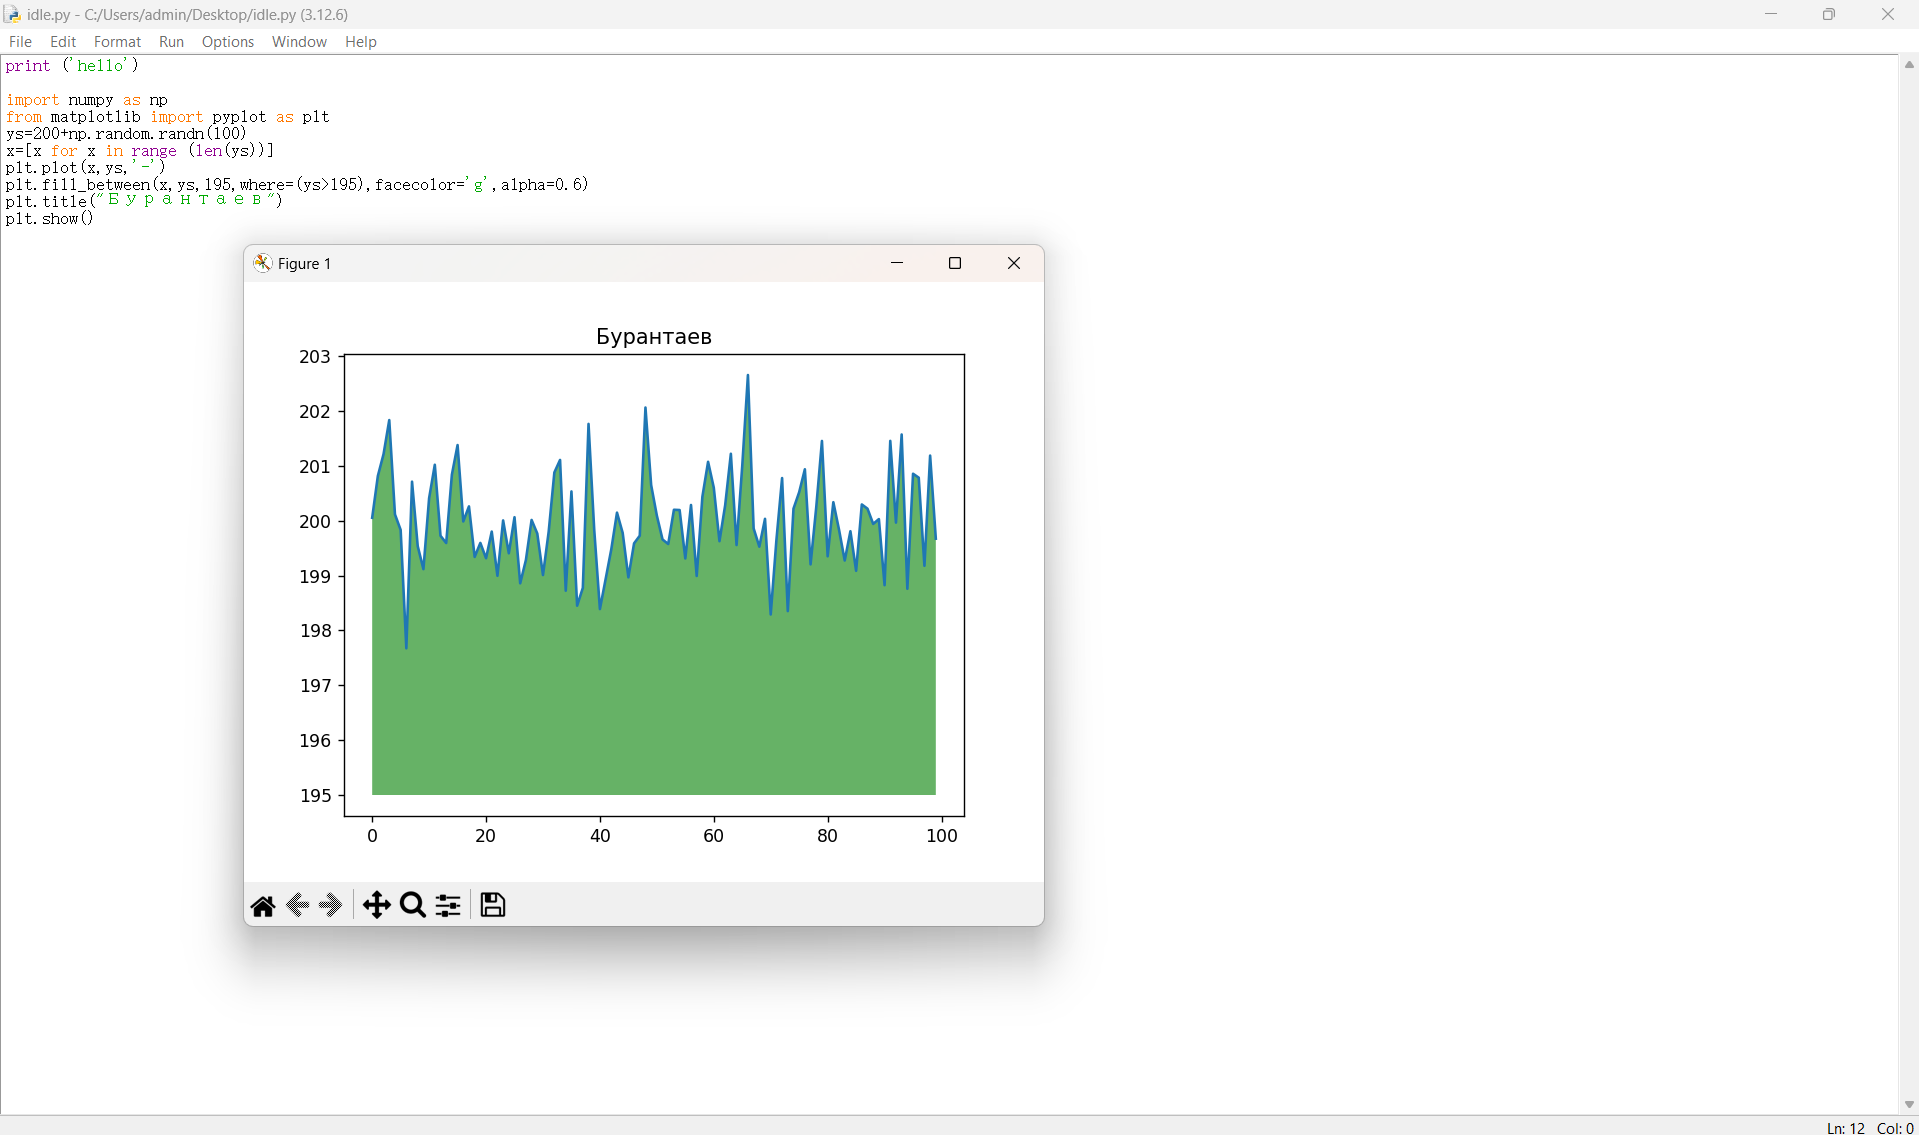 idle.py - C:/Users/admin/Desktop/idle.py (3.12.6)
File Edit Format Run Options Window Help
print ('hello')
import numpy as np
from matplotlib import pyplot as plt
ys=200+np.random.randn(100)
x=[x for x in range (len(ys))]
plt.plot(x,ys,'-')
plt.fill_between(x,ys,195,where=(ys>195),facecolor='g',alpha=0.6)
plt.title("Бурантаев")
plt.show()
Figure 1
Бурантаев
203
202
201
200
199
198
197
196
195
0 20 40 60 80 100
Ln: 12 Col: 0